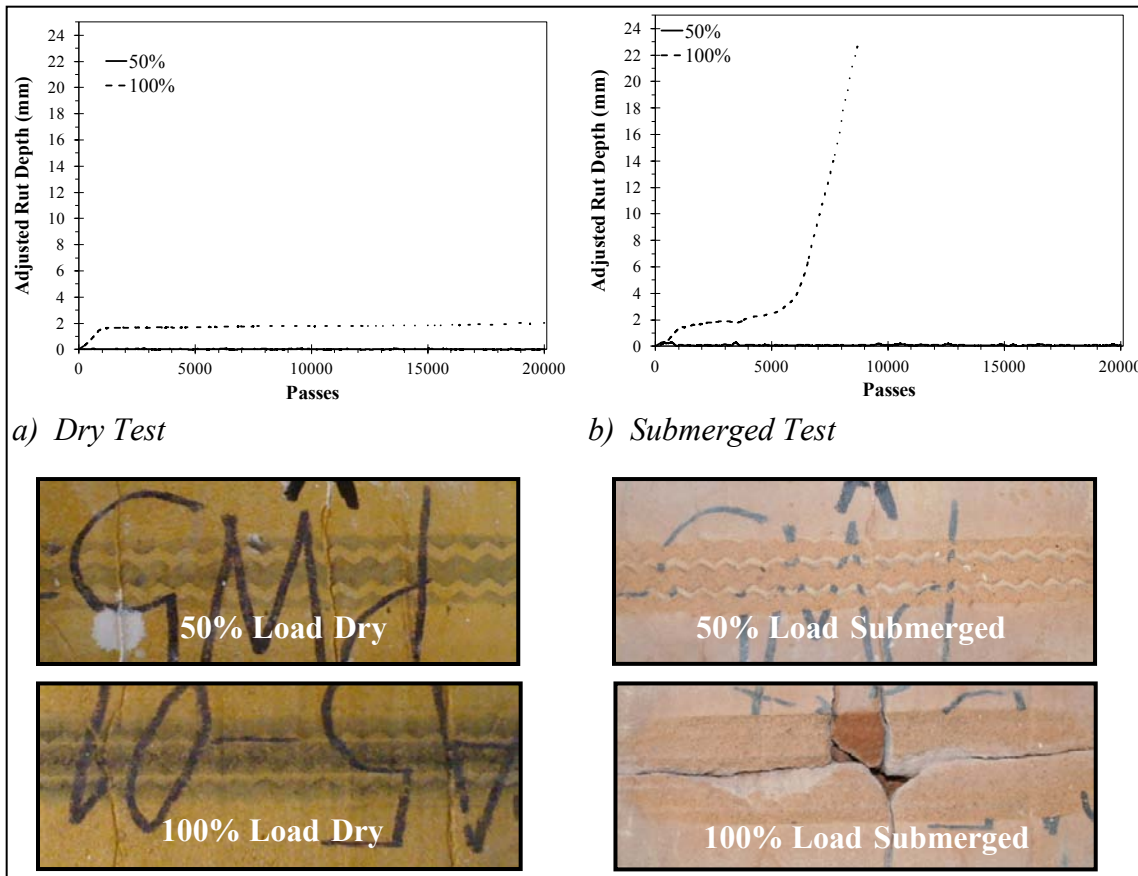 24
22
20
18
16
14
12
10
8
6
4
2
0
Adjusted Rut Depth (mm)
50%
100%
0 5000 10000 15000 20000
Passes
a) Dry Test
24
22
20
18
16
14
12
10
8
6
4
2
0
Adjusted Rut Depth (mm)
50%
100%
0 5000 10000 15000 20000
Passes
b) Submerged Test
50% Load Dry
50% Load Submerged
100% Load Dry
100% Load Submerged